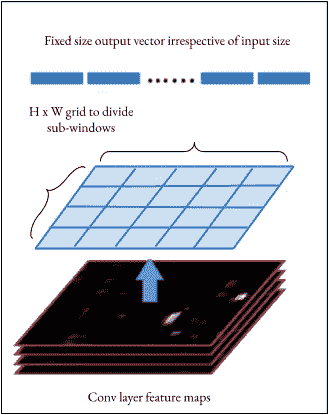 Fixed size output vector irrespective of input size
H x W grid to divide
sub-windows
Conv layer feature maps